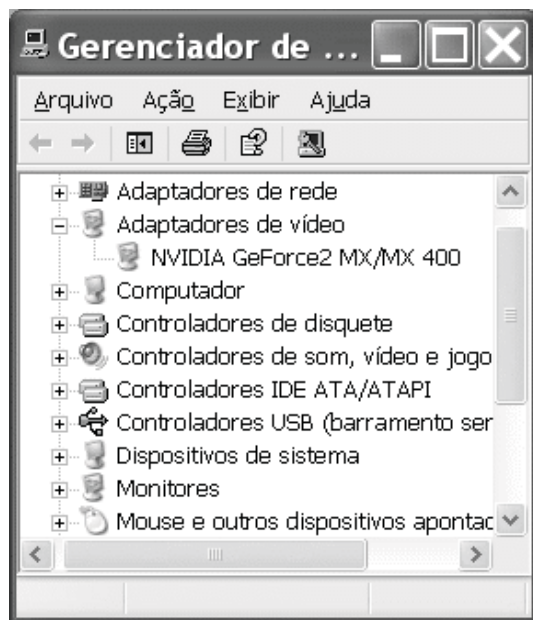 Gerenciador de ...
Arquivo Ação Exibir Ajuda
Adaptadores de rede
Adaptadores de vídeo
NVIDIA GeForce2 MX/MX 400
Computador
Controladores de disquete
Controladores de som, vídeo e jogo
Controladores IDE ATA/ATAPI
Controladores USB (barramento ser
Dispositivos de sistema
Monitores
Mouse e outros dispositivos apontac